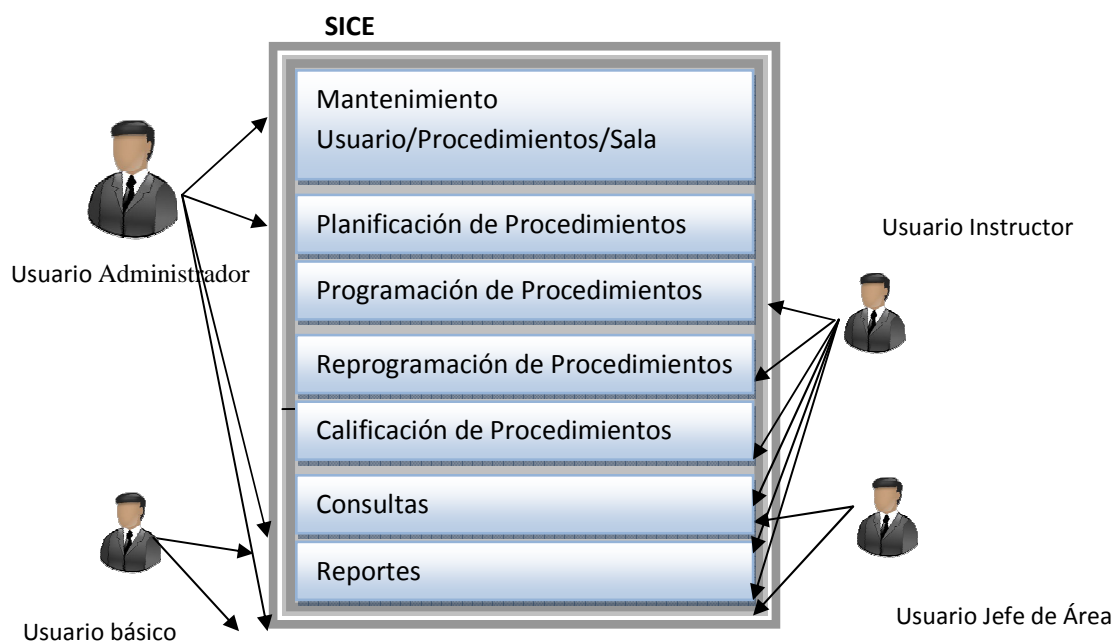 SICE
Mantenimiento
Usuario/Procedimientos/Sala
Planificación de Procedimientos
Usuario Instructor
Usuario Administrador
Programación de Procedimientos
Reprogramación de Procedimientos
Calificación de Procedimientos
Consultas
Reportes
Usuario Jefe de Área
Usuario básico